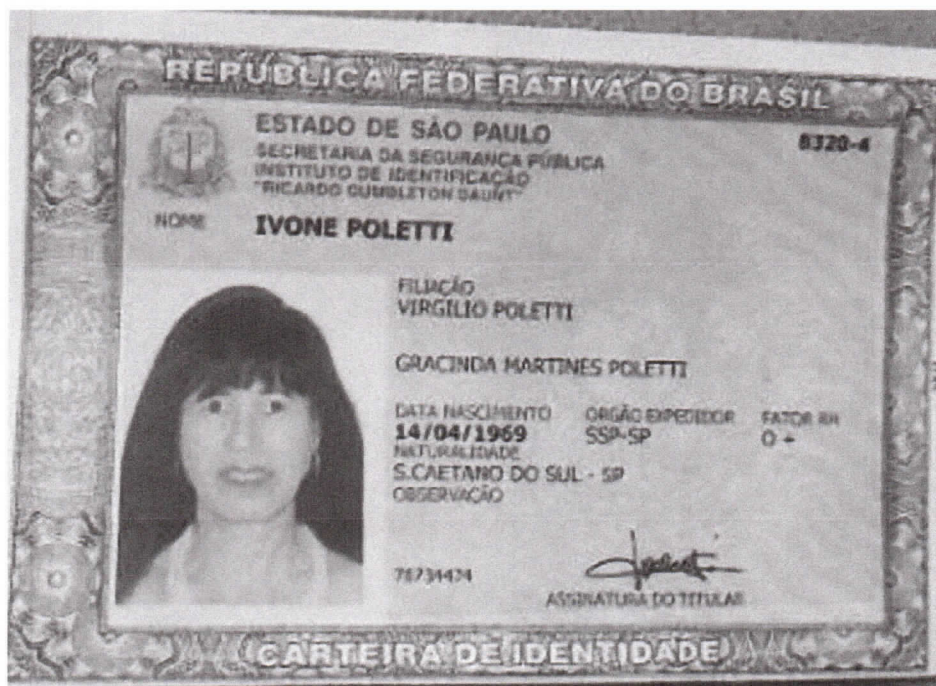 REPÚBLICA FEDERATIVA DO BRASIL
ESTADO DE SÃO PAULO
8320-4
SECRETARIA DA SEGURANÇA PÚBLICA
INSTITUTO DE IDENTIFICAÇÃO
"RICARDO GUMBLETON DAUNT"
NOME IVONE POLETTI
FILIAÇÃO
VIRGILIO POLETTI
GRACINDA MARTINES POLETTI
DATA NASCIMENTO ORGÃO EXPEDIDOR FATOR RH
14/04/1969 SSP-SP O +
NATURALIDADE
S.CAETANO DO SUL - SP
OBSERVAÇÃO
ASSINATURA DO TITULAR
CARTEIRA DE IDENTIDADE